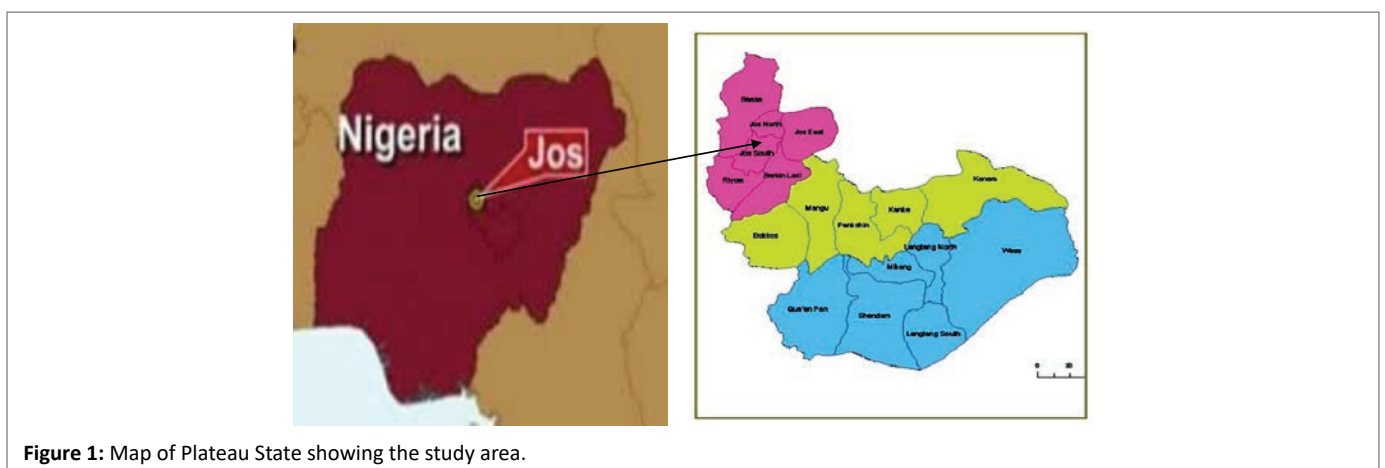 Nigeria
Jos
Bassa
Jos North
Jos East
Jos South
Riyom
Barkin Ladi
Mangu
Bokkos
Pankshin
Kanke
Kanam
Langtang North
Wase
Mikang
Qua'an Pan
Shendam
Langtang South
0
Figure 1: Map of Plateau State showing the study area.